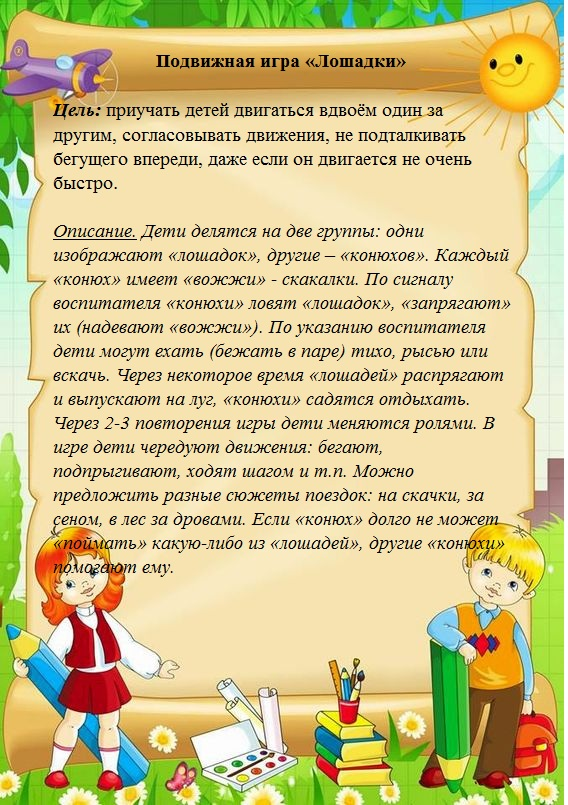 Подвижная игра «Лошадки»
Цель: приучать детей двигаться вдвоём один за
другим, согласовывать движения, не подталкивать
бегущего впереди, даже если он двигается не очень
быстро.
Описание. Дети делятся на две группы: одни
изображают «лошадок», другие – «конюхов». Каждый
«конюх» имеет «вожжи» - скакалки. По сигналу
воспитателя «конюхи» ловят «лошадок», «запрягают»
их (надевают «вожжи»). По указанию воспитателя
дети могут ехать (бежать в паре) тихо, рысью или
вскачь. Через некоторое время «лошадей» распрягают
и выпускают на луг, «конюхи» садятся отдыхать.
Через 2-3 повторения игры дети меняются ролями. В
игре дети чередуют движения: бегают,
подпрыгивают, ходят шагом и т.п. Можно
предложить разные сюжеты поездок: на скачки, за
сеном, в лес за дровами. Если «конюх» долго не может
«поймать» какую-либо из «лошадей», другие «конюхи»
помогают ему.